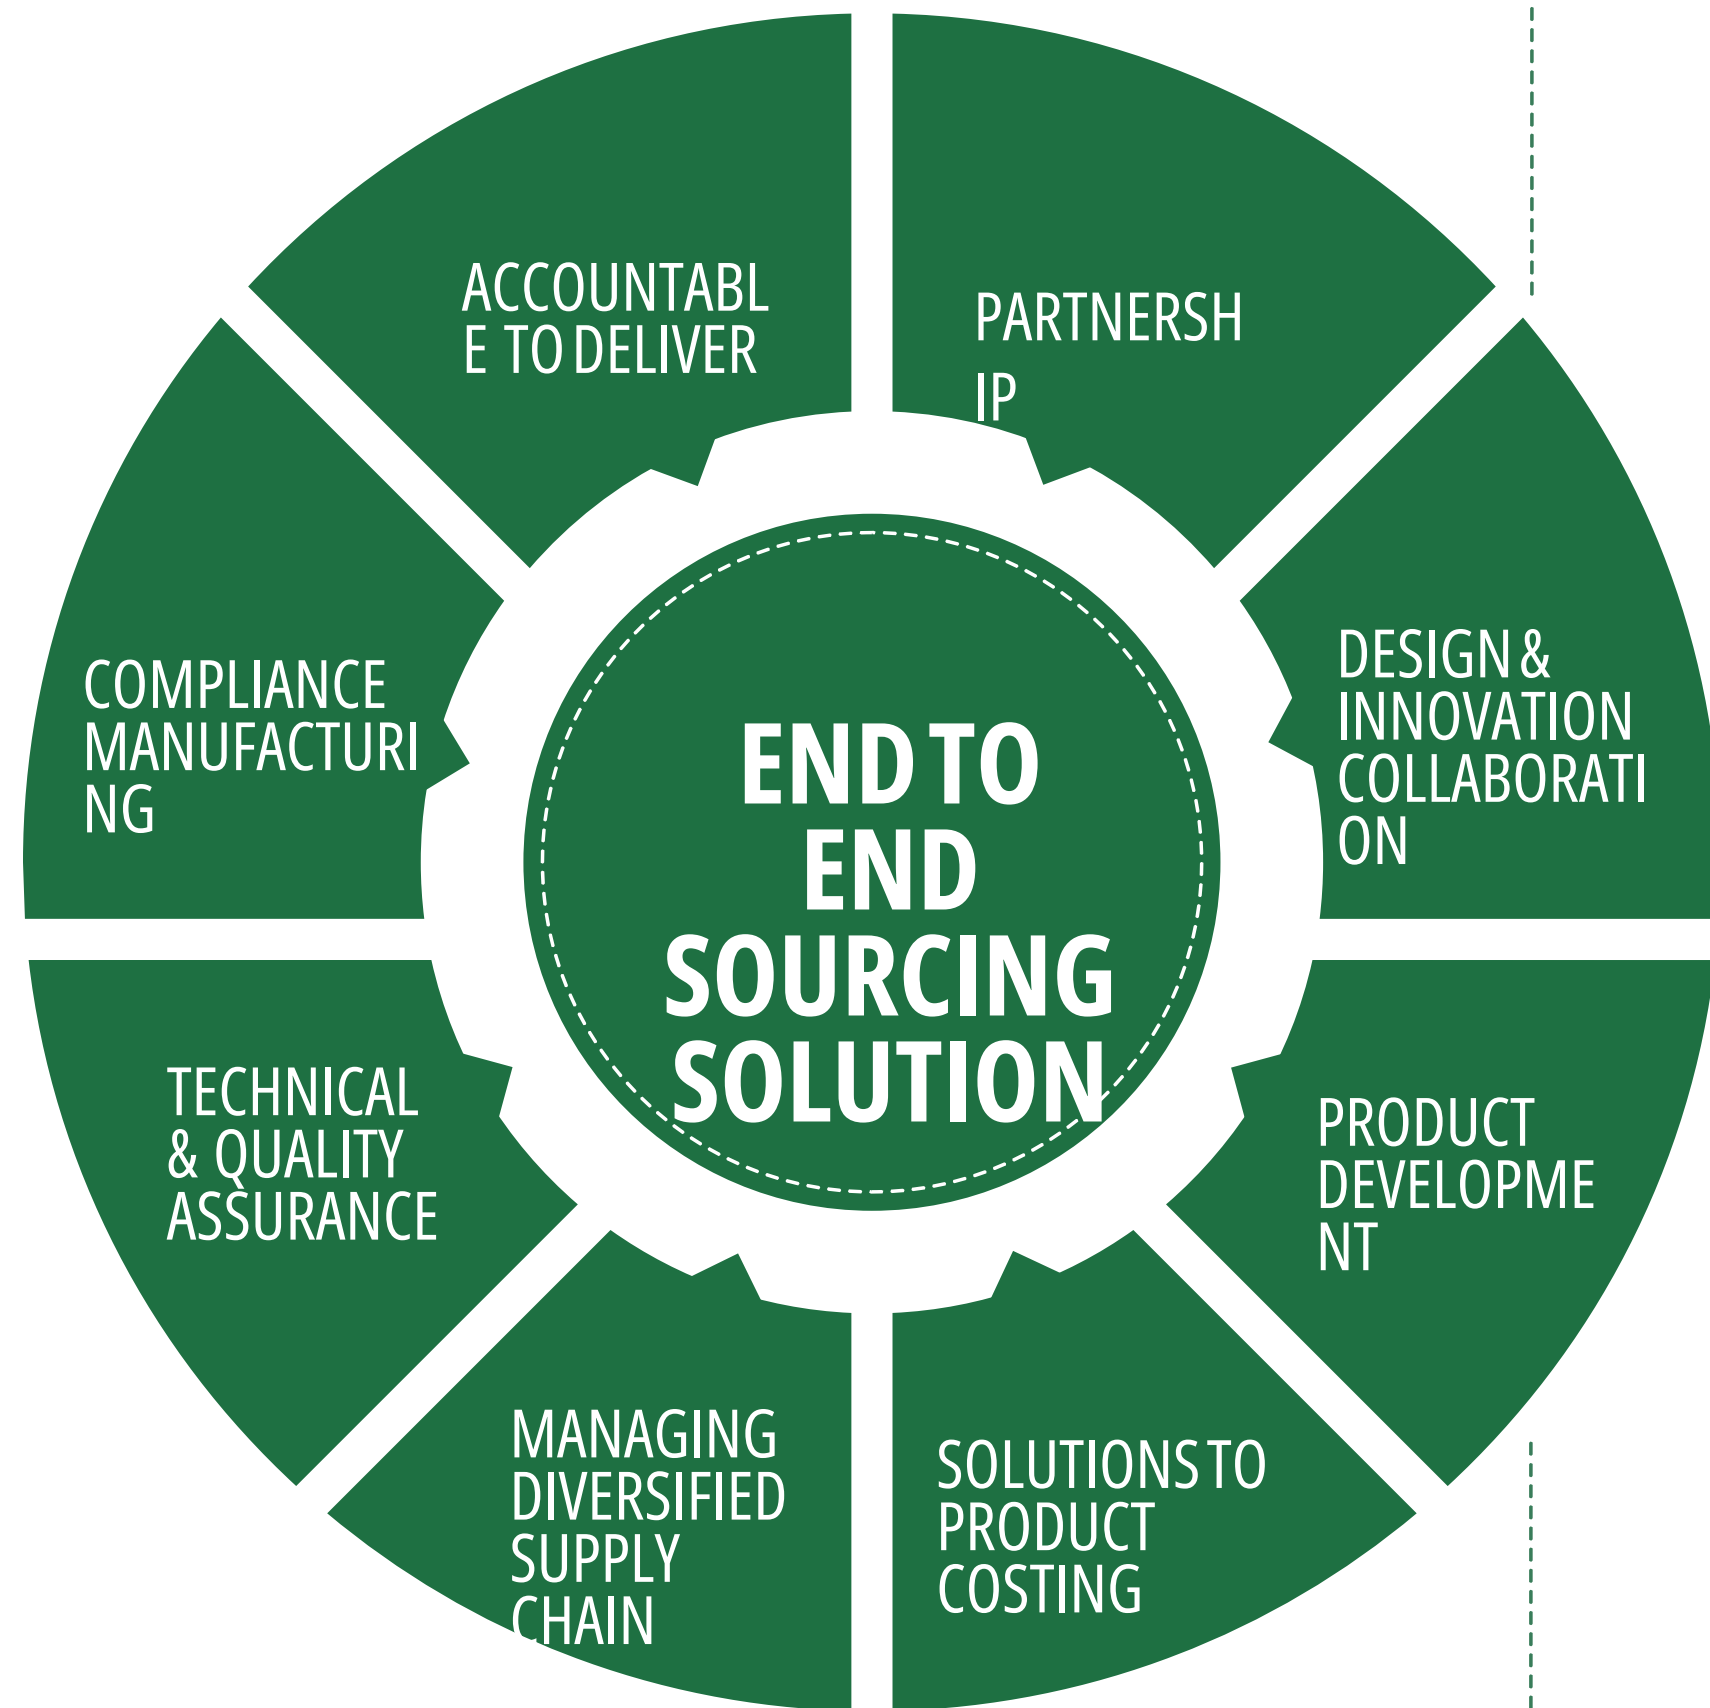 ACCOUNTABL
E TO DELIVER
PARTNERSH
IP
DESIGN &
INNOVATION
COLLABORATI
ON
COMPLIANCE
MANUFACTURI
NG
END TO
END
SOURCING
SOLUTION
TECHNICAL
& QUALITY
ASSURANCE
PRODUCT
DEVELOPME
NT
MANAGING
DIVERSIFIED
SUPPLY
CHAIN
SOLUTIONS TO
PRODUCT
COSTING